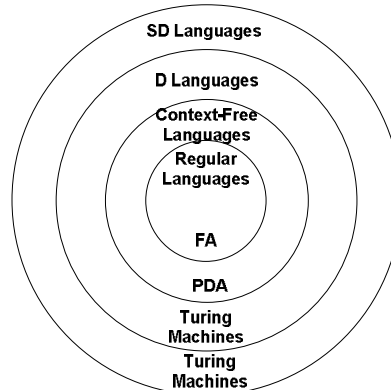 SD Languages
D Languages
Context-Free
Languages
Regular
Languages
FA
PDA
Turing
Machines
Turing
Machines